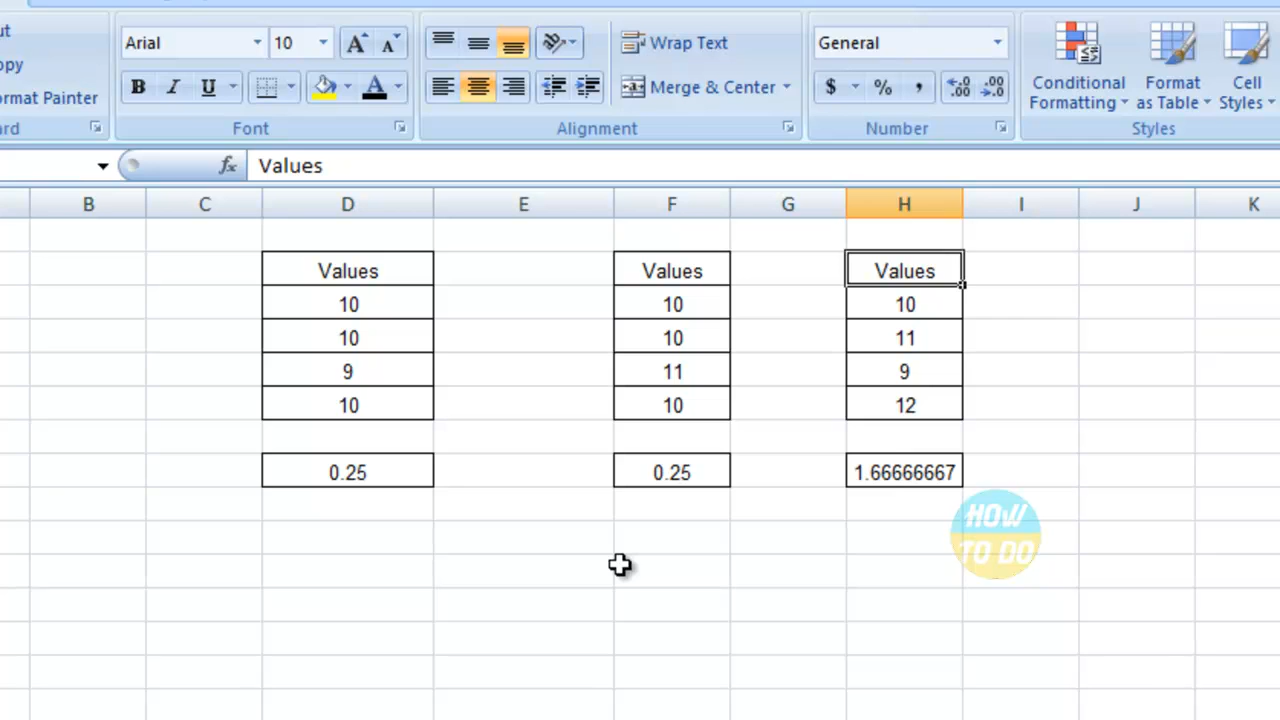 ut
Arial 10 Wrap Text General
opy
B I U Merge & Center $ % , Conditional Formatting Format as Table Cell Styles
ormat Painter
rd Font Alignment Number Styles
fx Values
B C D E F G H I J K
Values Values Values
10 10 10
10 10 11
9 11 9
10 10 12
0.25 0.25 1.66666667
HOW
TO DO